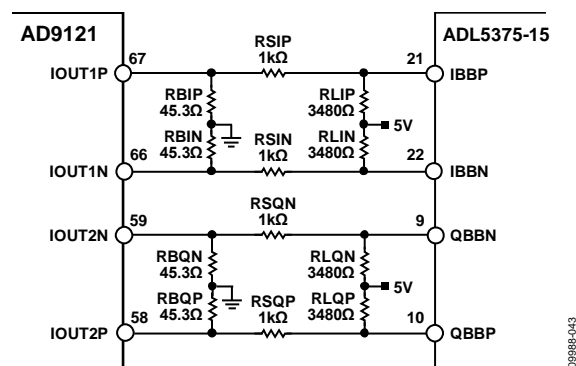 AD9121
ADL5375-15
67
RSIP
1kΩ
21
IOUT1P
IBBP
RBIP
45.3Ω
RLIP
3480Ω
5V
RBIN
45.3Ω
RSIN
1kΩ
RLIN
3480Ω
IOUT1N
66
22
IBBN
59
RSQN
1kΩ
9
IOUT2N
QBBN
RBQN
45.3Ω
RLQN
3480Ω
5V
RBQP
45.3Ω
RSQP
1kΩ
RLQP
3480Ω
IOUT2P
58
10
QBBP
09988-043